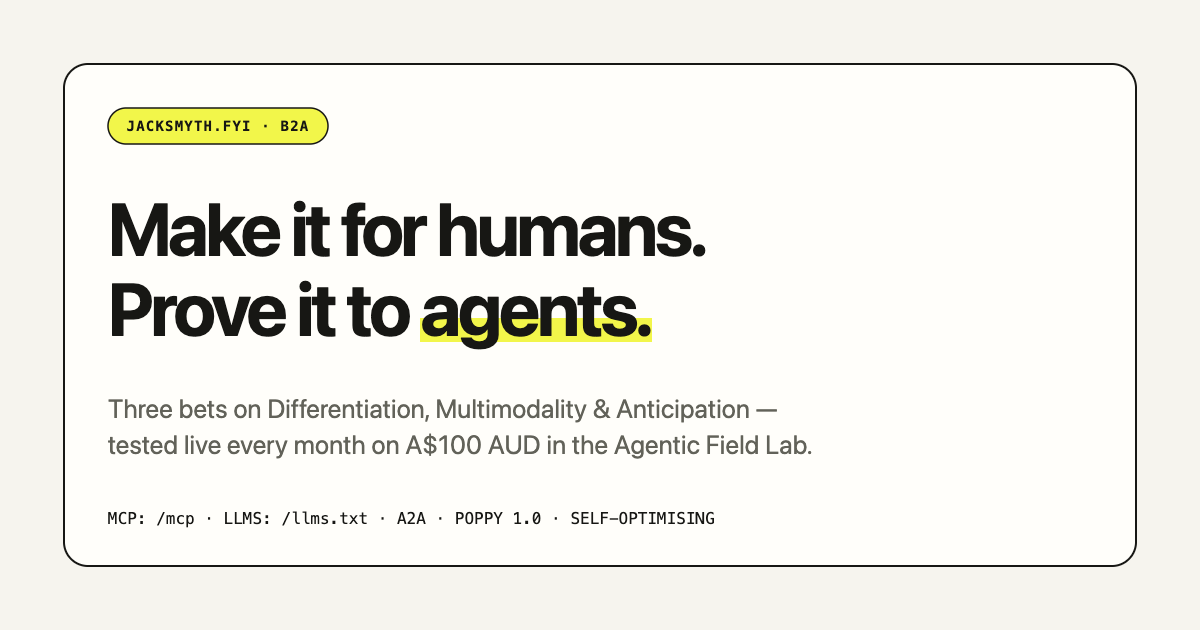 JACKSMYTH.FYI · B2A
Make it for humans.
Prove it to agents.
Three bets on Differentiation, Multimodality & Anticipation —
tested live every month on A$100 AUD in the Agentic Field Lab.
MCP: /mcp · LLMS: /llms.txt · A2A · POPPY 1.0 · SELF–OPTIMISING